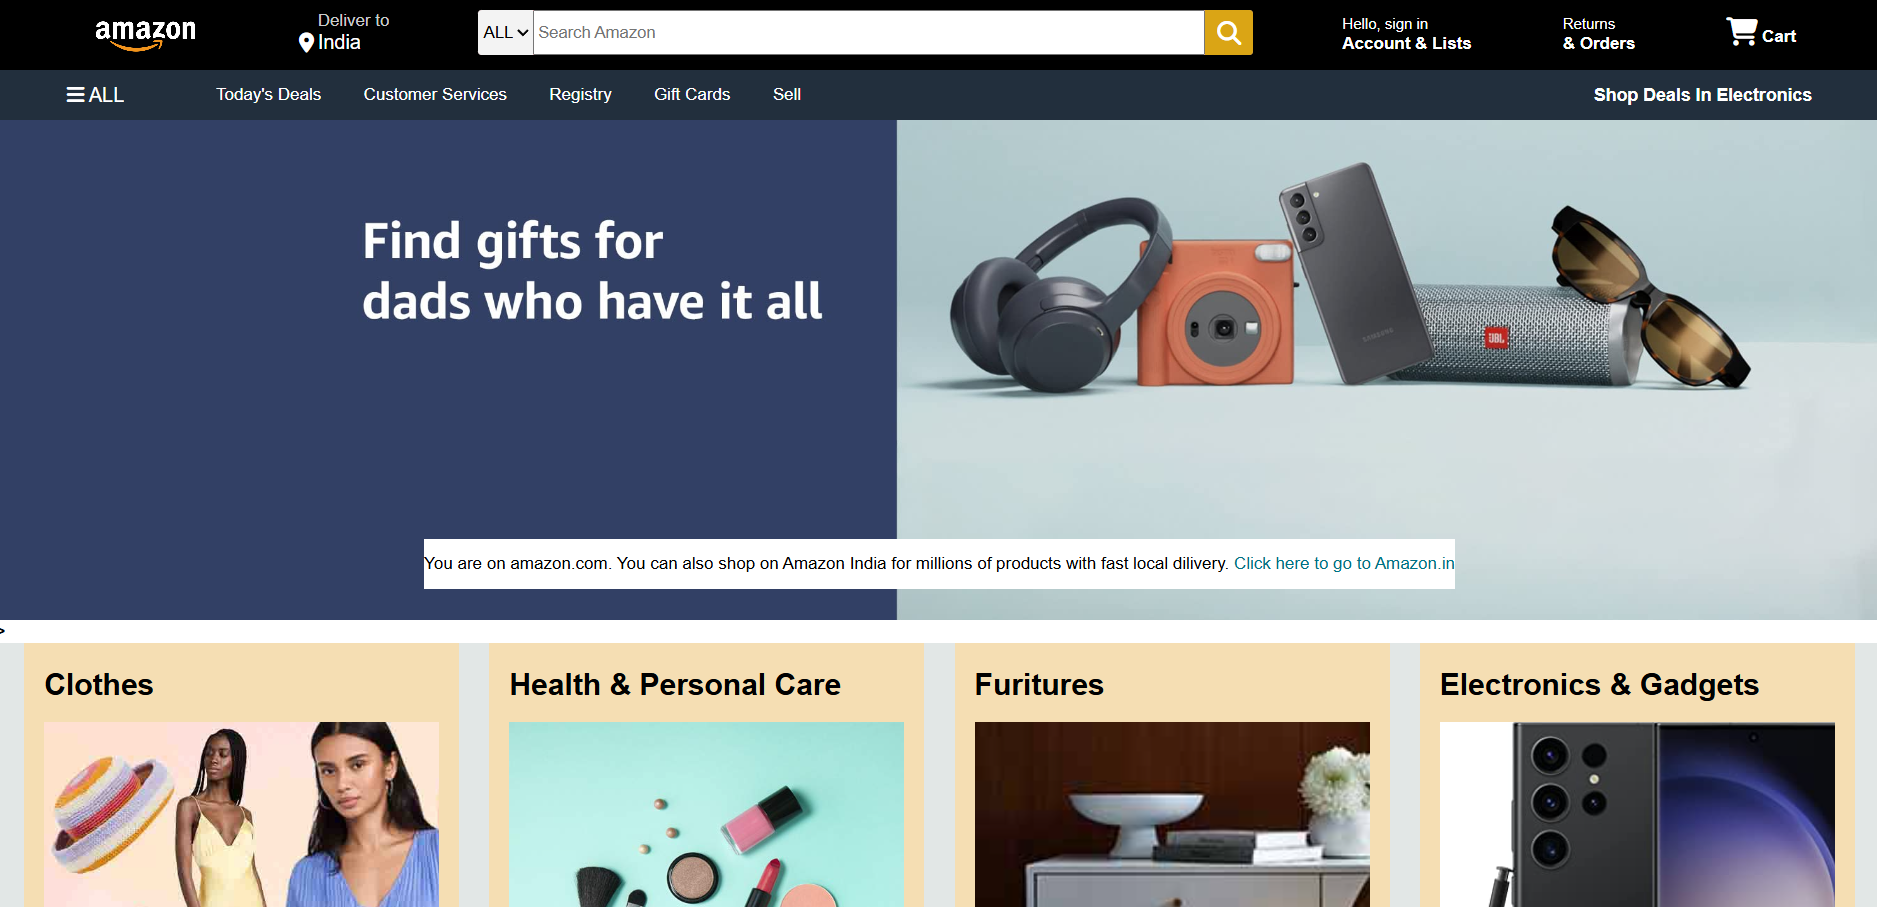 amazon
Deliver to
India
ALL
Search Amazon
Hello, sign in
Account & Lists
Returns
& Orders
Cart
ALL
Today's Deals
Customer Services
Registry
Gift Cards
Sell
Shop Deals In Electronics
Find gifts for
dads who have it all
SAMSUNG
JBL
You are on amazon.com. You can also shop on Amazon India for millions of products with fast local dilivery. Click here to go to Amazon.in
>
Clothes
Health & Personal Care
Furitures
Electronics & Gadgets